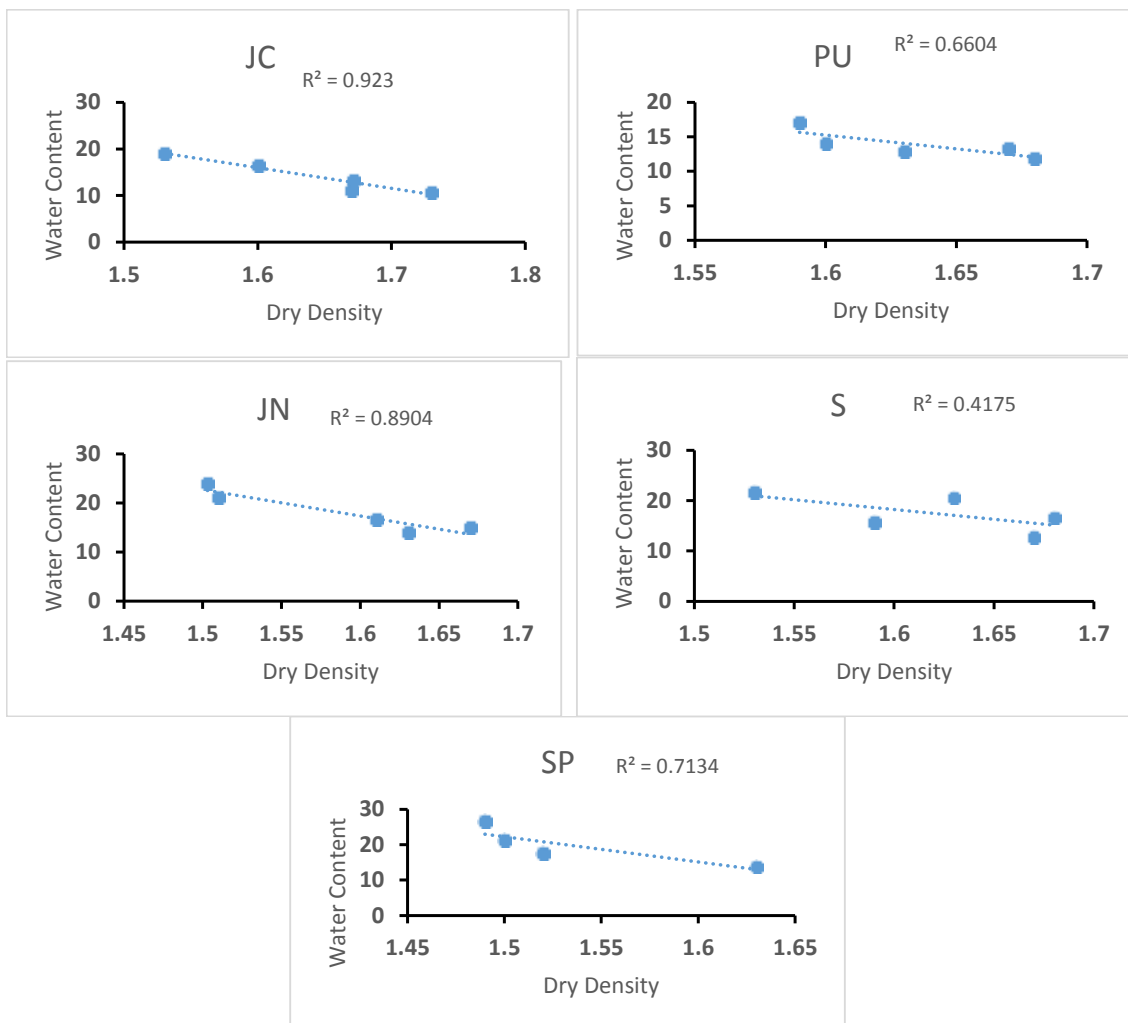 JC
R² = 0.923
Water Content
30
20
10
0
1.5 1.6 1.7 1.8
Dry Density
PU
R² = 0.6604
Water Content
20
15
10
5
0
1.55 1.6 1.65 1.7
Dry Density
JN
R² = 0.8904
Water Content
30
20
10
0
1.45 1.5 1.55 1.6 1.65 1.7
Dry Density
S
R² = 0.4175
Water Content
30
20
10
0
1.5 1.55 1.6 1.65 1.7
Dry Density
SP
R² = 0.7134
Water Content
30
20
10
0
1.45 1.5 1.55 1.6 1.65
Dry Density